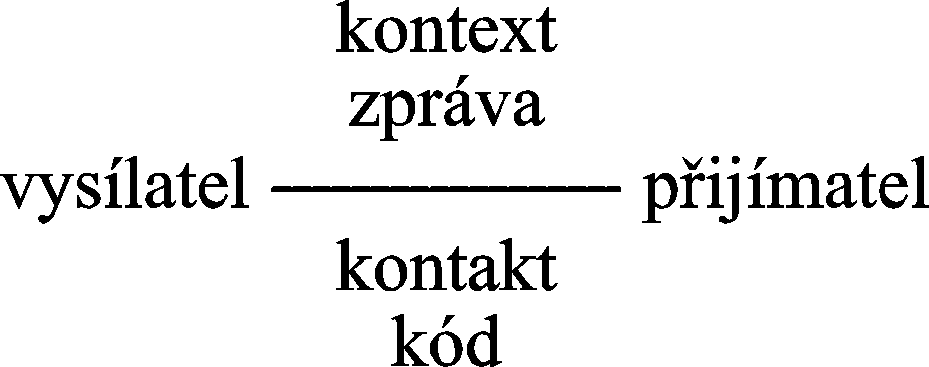 kontext
zpráva
vysílatel ——————— přijímatel
kontakt
kód